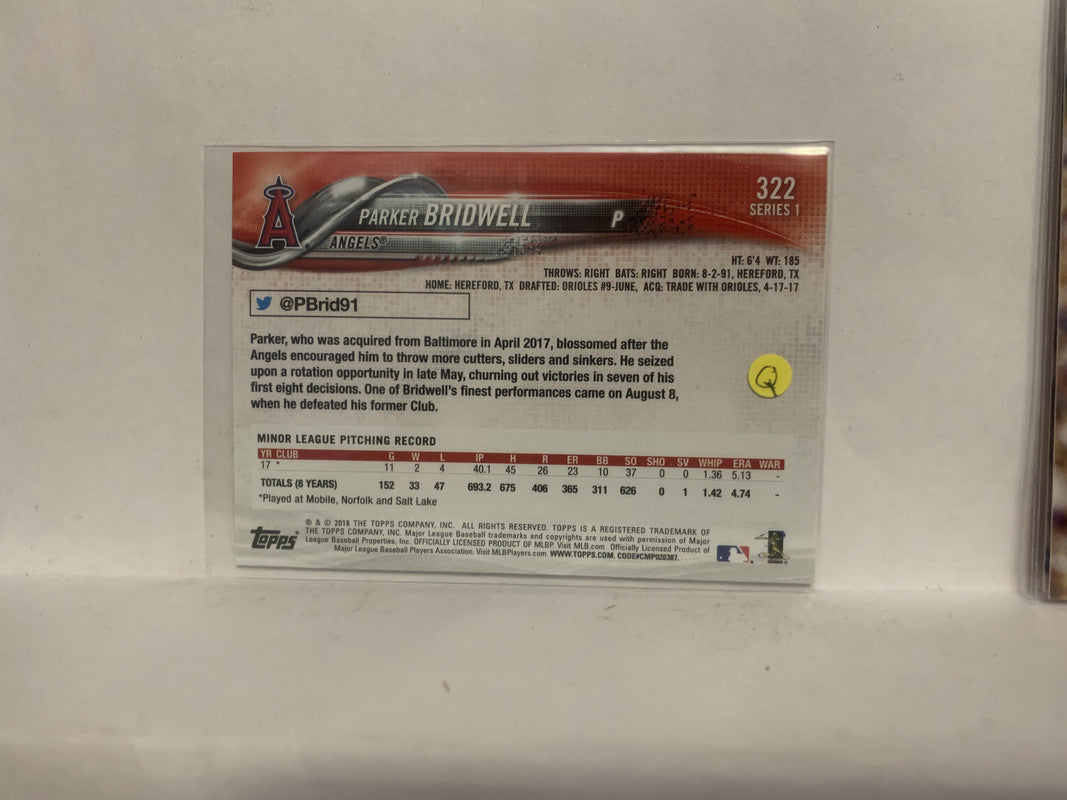 322
SERIES 1
A
PARKER BRIDWELL P
ANGELS®
HT: 6'4 WT: 185
THROWS: RIGHT BATS: RIGHT BORN: 8-2-91, HEREFORD, TX
HOME: HEREFORD, TX DRAFTED: ORIOLES #9-JUNE, ACQ: TRADE WITH ORIOLES, 4-17-17
@PBrid91
Parker, who was acquired from Baltimore in April 2017, blossomed after the
Angels encouraged him to throw more cutters, sliders and sinkers. He seized
upon a rotation opportunity in late May, churning out victories in seven of his
first eight decisions. One of Bridwell's finest performances came on August 8,
when he defeated his former Club.
Q
MINOR LEAGUE PITCHING RECORD
YR CLUB G W L IP H R ER BB SO SHO SV WHIP ERA WAR
17 * 11 2 4 40.1 45 26 23 10 37 0 0 1.36 5.13 -
TOTALS (8 YEARS) 152 33 47 693.2 675 406 365 311 626 0 1 1.42 4.74 -
*Played at Mobile, Norfolk and Salt Lake
Topps
® & © 2018 THE TOPPS COMPANY, INC. ALL RIGHTS RESERVED. TOPPS IS A REGISTERED TRADEMARK OF
THE TOPPS COMPANY, INC. Major League Baseball trademarks and copyrights are used with permission of Major
League Baseball Properties, Inc. OFFICIALLY LICENSED PRODUCT OF MLBP. Visit MLB.com Officially Licensed Product of
Major League Baseball Players Association. Visit MLBPlayers.com. WWW.TOPPS.COM. CODE#CMP026387.